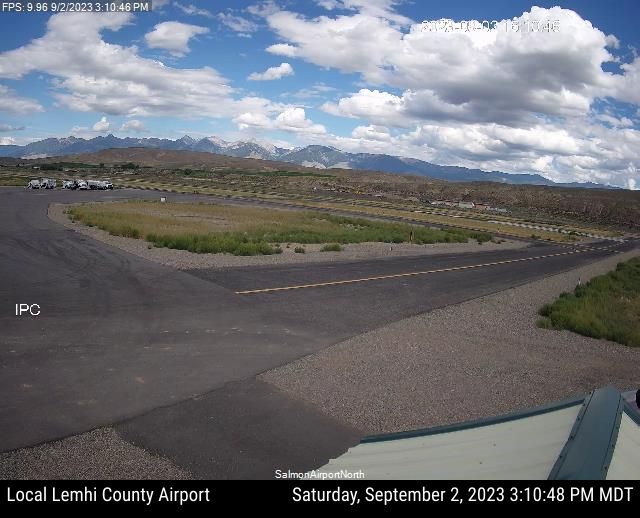 FPS: 9.96 9/2/2023 3:10:46 PM
IPC
SalmonAirportNorth
Local Lemhi County Airport
Saturday, September 2, 2023 3:10:48 PM MDT